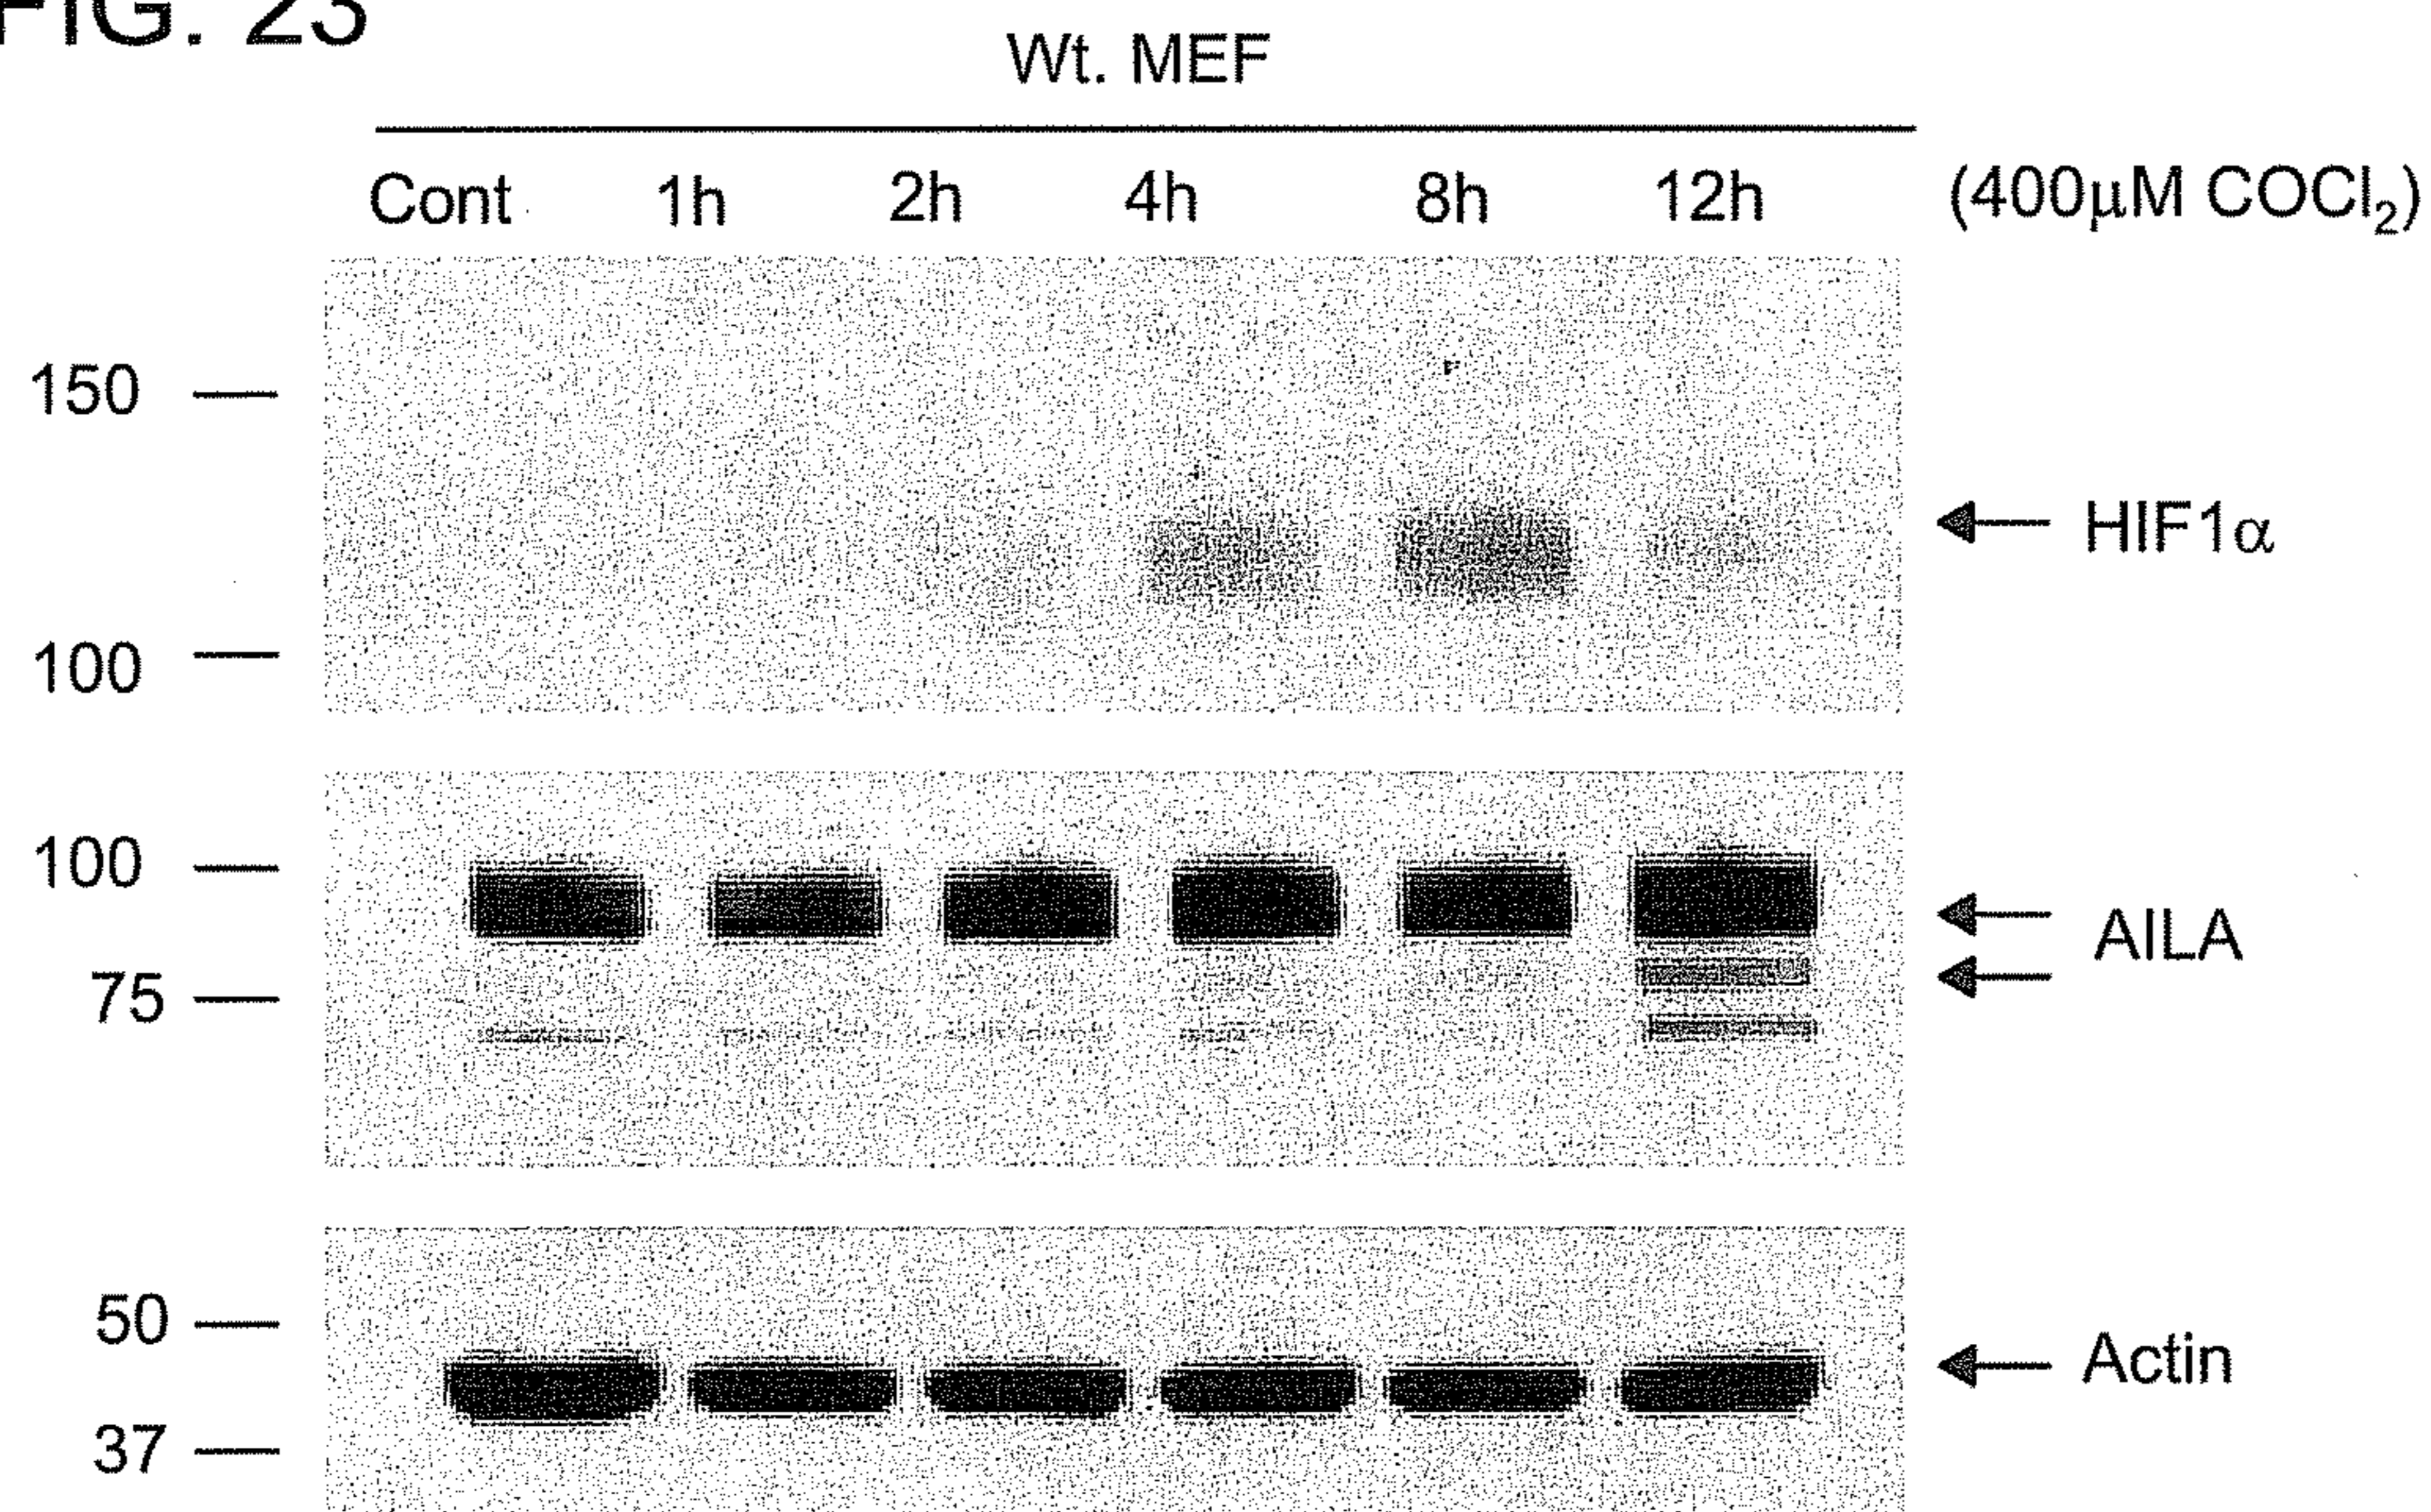 FIG. 23
Wt. MEF
Cont 1h 2h 4h 8h 12h (400μM COCl₂)
150
HIF1α
100
100
AILA
75
50
Actin
37